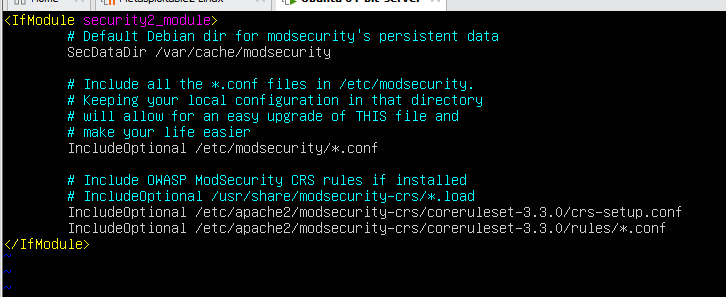 Home
Metasploitable2-Linux
Ubuntu 64-bit Server
<IfModule security2_module>
# Default Debian dir for modsecurity's persistent data
SecDataDir /var/cache/modsecurity
# Include all the *.conf files in /etc/modsecurity.
# Keeping your local configuration in that directory
# will allow for an easy upgrade of THIS file and
# make your life easier
IncludeOptional /etc/modsecurity/*.conf
# Include OWASP ModSecurity CRS rules if installed
# IncludeOptional /usr/share/modsecurity-crs/*.load
IncludeOptional /etc/apache2/modsecurity-crs/coreruleset-3.3.0/crs-setup.conf
IncludeOptional /etc/apache2/modsecurity-crs/coreruleset-3.3.0/rules/*.conf
</IfModule>
~
~
~